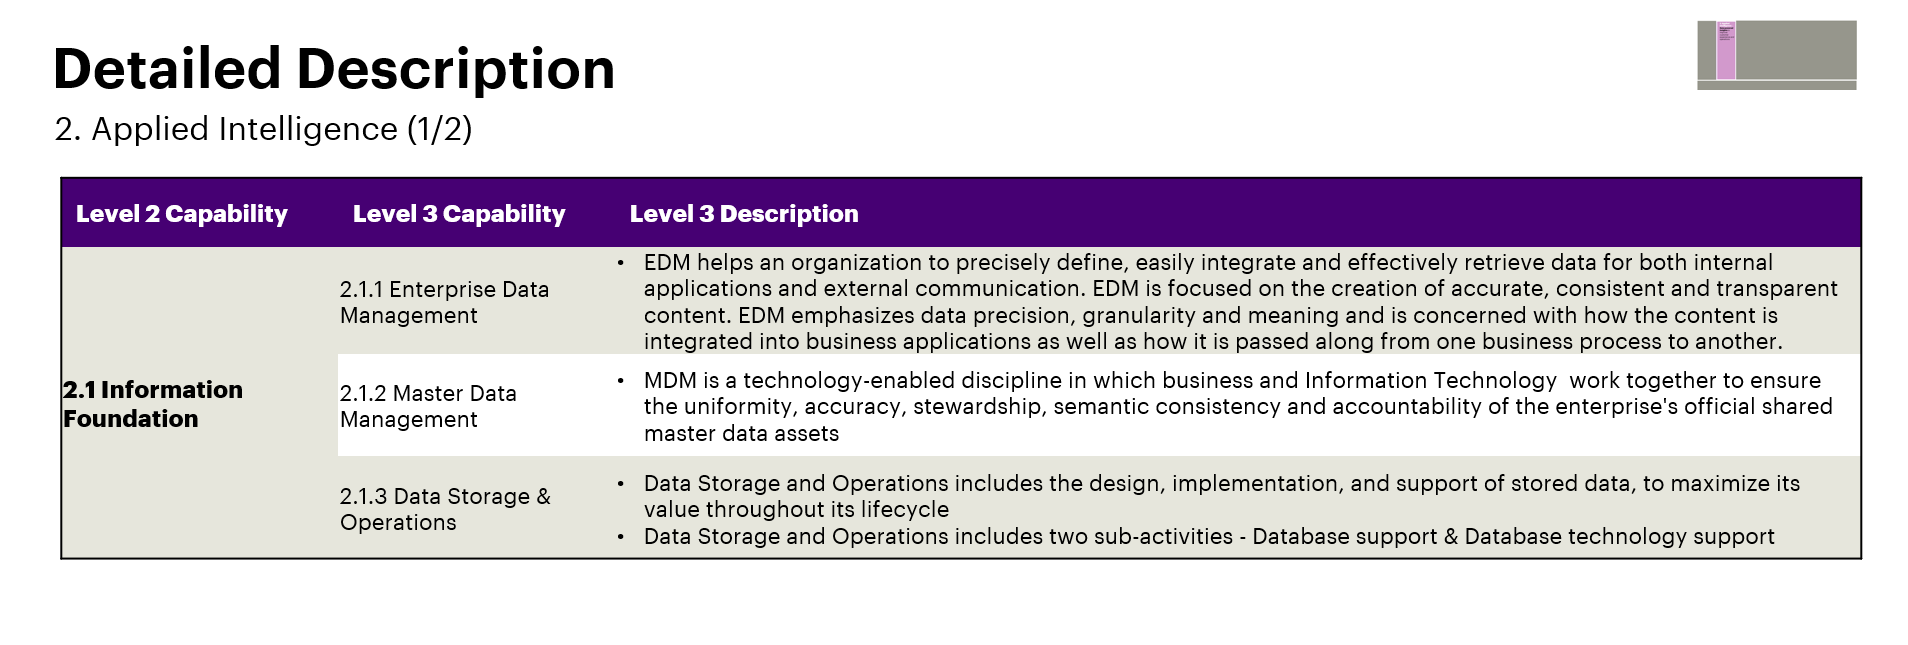 Detailed Description
2. Applied Intelligence (1/2)
Level 2 Capability
Level 3 Capability
Level 3 Description
2.1 Information
Foundation
2.1.1 Enterprise Data
Management
• EDM helps an organization to precisely define, easily integrate and effectively retrieve data for both internal
applications and external communication. EDM is focused on the creation of accurate, consistent and transparent
content. EDM emphasizes data precision, granularity and meaning and is concerned with how the content is
integrated into business applications as well as how it is passed along from one business process to another.
2.1.2 Master Data
Management
• MDM is a technology-enabled discipline in which business and Information Technology  work together to ensure
the uniformity, accuracy, stewardship, semantic consistency and accountability of the enterprise's official shared
master data assets
2.1.3 Data Storage &
Operations
• Data Storage and Operations includes the design, implementation, and support of stored data, to maximize its
value throughout its lifecycle
• Data Storage and Operations includes two sub-activities - Database support & Database technology support